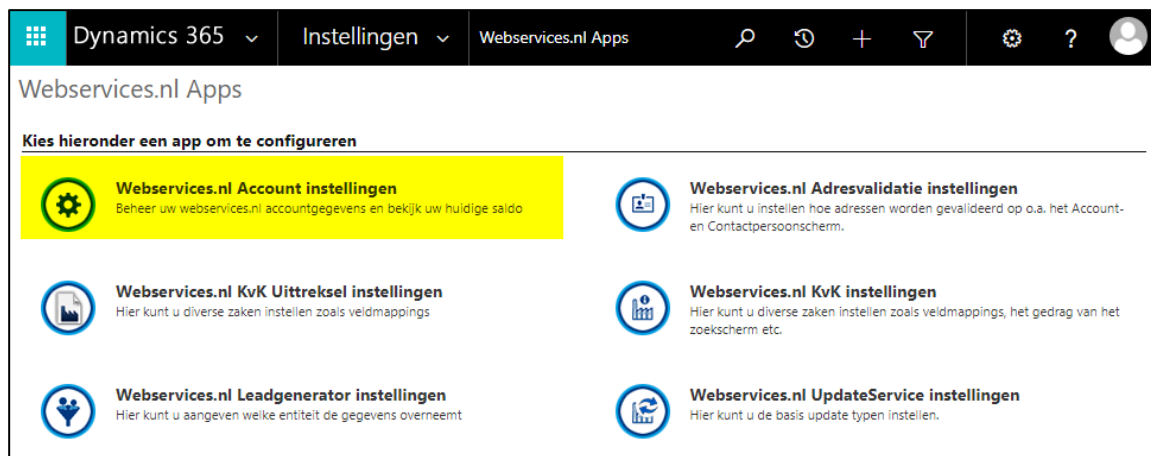 Dynamics 365 Instellingen Webservices.nl Apps ?
Webservices.nl Apps
Kies hieronder een app om te configureren
Webservices.nl Account instellingen
Beheer uw webservices.nl accountgegevens en bekijk uw huidige saldo
Webservices.nl Adresvalidatie instellingen
Hier kunt u instellen hoe adressen worden gevalideerd op o.a. het Account-
en Contactpersoonscherm.
Webservices.nl KvK Uittreksel instellingen
Hier kunt u diverse zaken instellen zoals veldmappings
Webservices.nl KvK instellingen
Hier kunt u diverse zaken instellen zoals veldmappings, het gedrag van het
zoekscherm etc.
Webservices.nl Leadgenerator instellingen
Hier kunt u aangeven welke entiteit de gegevens overneemt
Webservices.nl UpdateService instellingen
Hier kunt u de basis update typen instellen.